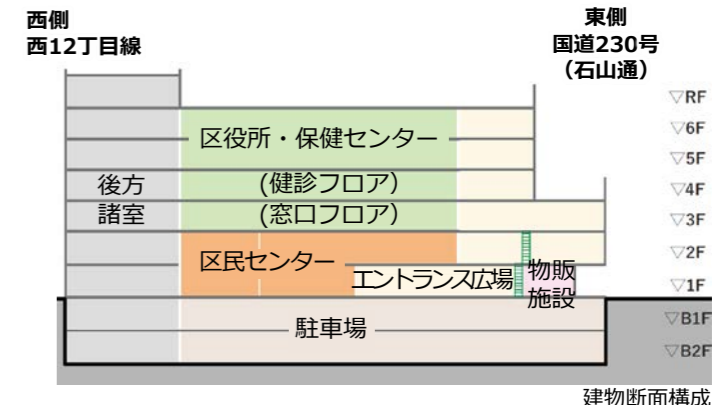 西側
西12丁目線
東側
国道230号
（石山通）
▽RF
区役所・保健センター
▽6F
▽5F
後方
諸室
(健診フロア）
▽4F
(窓口フロア）
▽3F
区民センター
▽2F
エントランス広場
物販
施設
▽1F
駐車場
▽B1F
▽B2F
建物断面構成